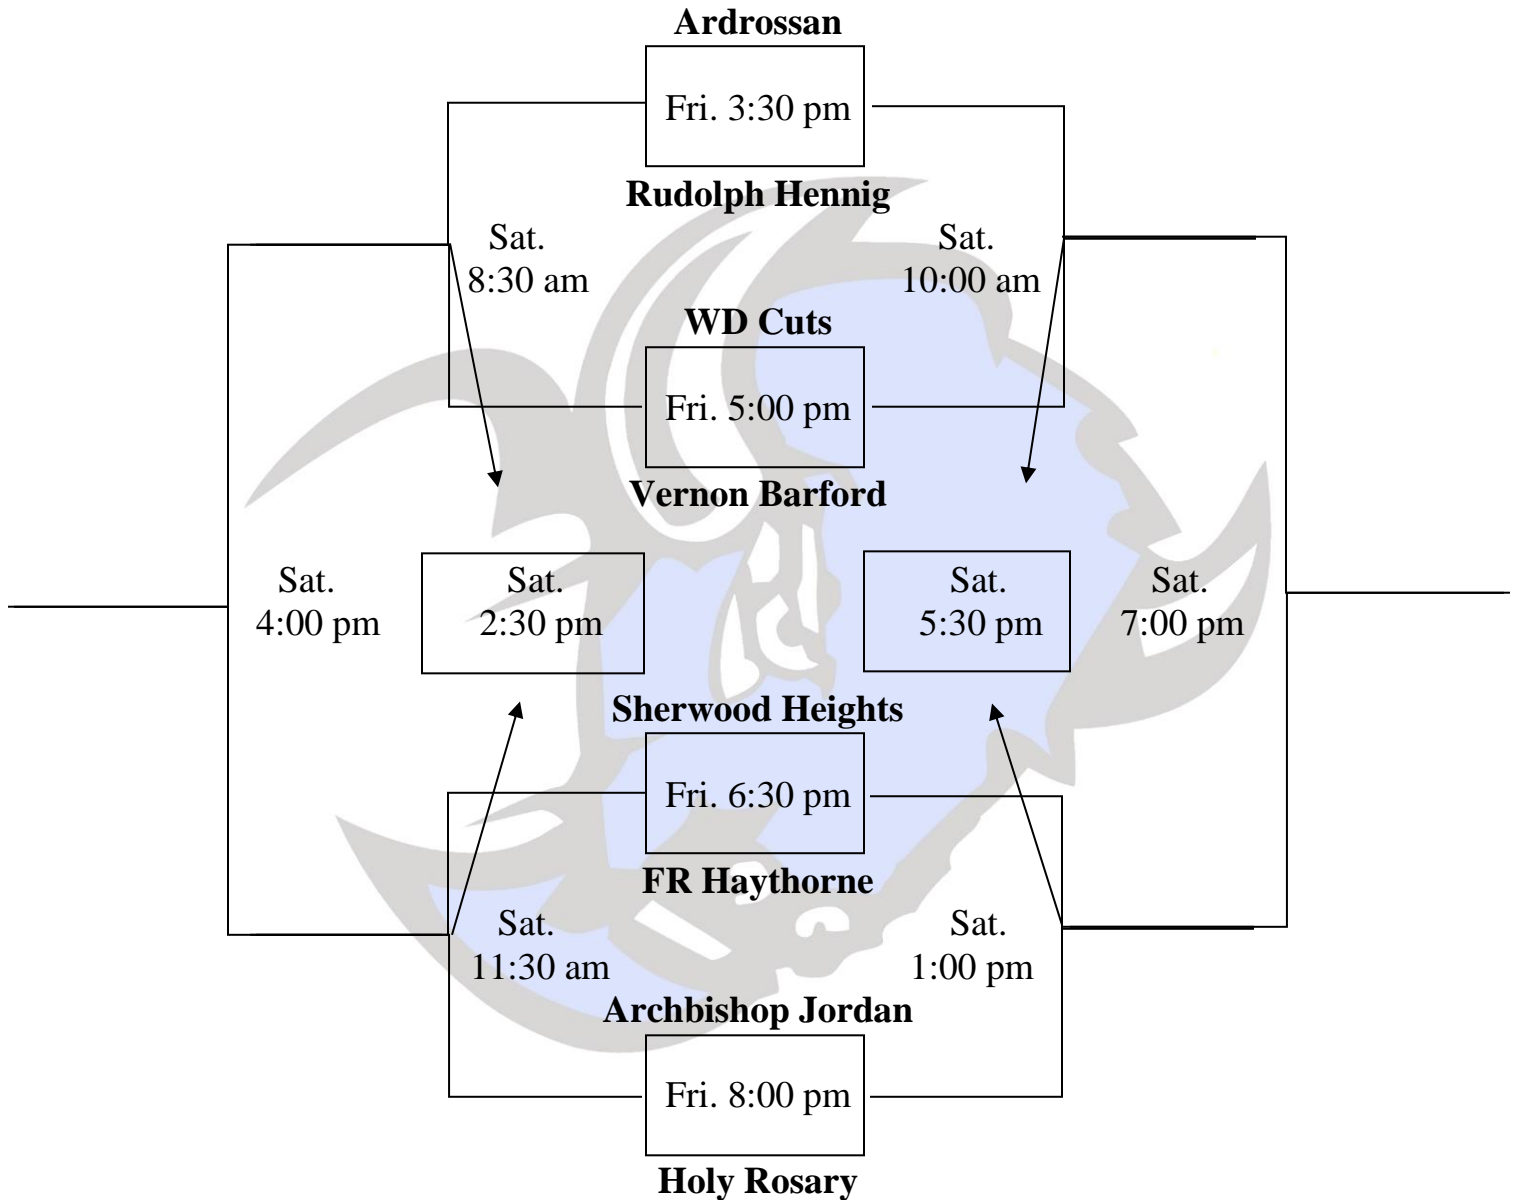 Ardrossan
Fri. 3:30 pm
Rudolph Hennig
Sat.
8:30 am
Sat.
10:00 am
WD Cuts
Fri. 5:00 pm
Vernon Barford
Sat.
4:00 pm
Sat.
2:30 pm
Sat.
5:30 pm
Sat.
7:00 pm
Sherwood Heights
Fri. 6:30 pm
FR Haythorne
Sat.
11:30 am
Sat.
1:00 pm
Archbishop Jordan
Fri. 8:00 pm
Holy Rosary